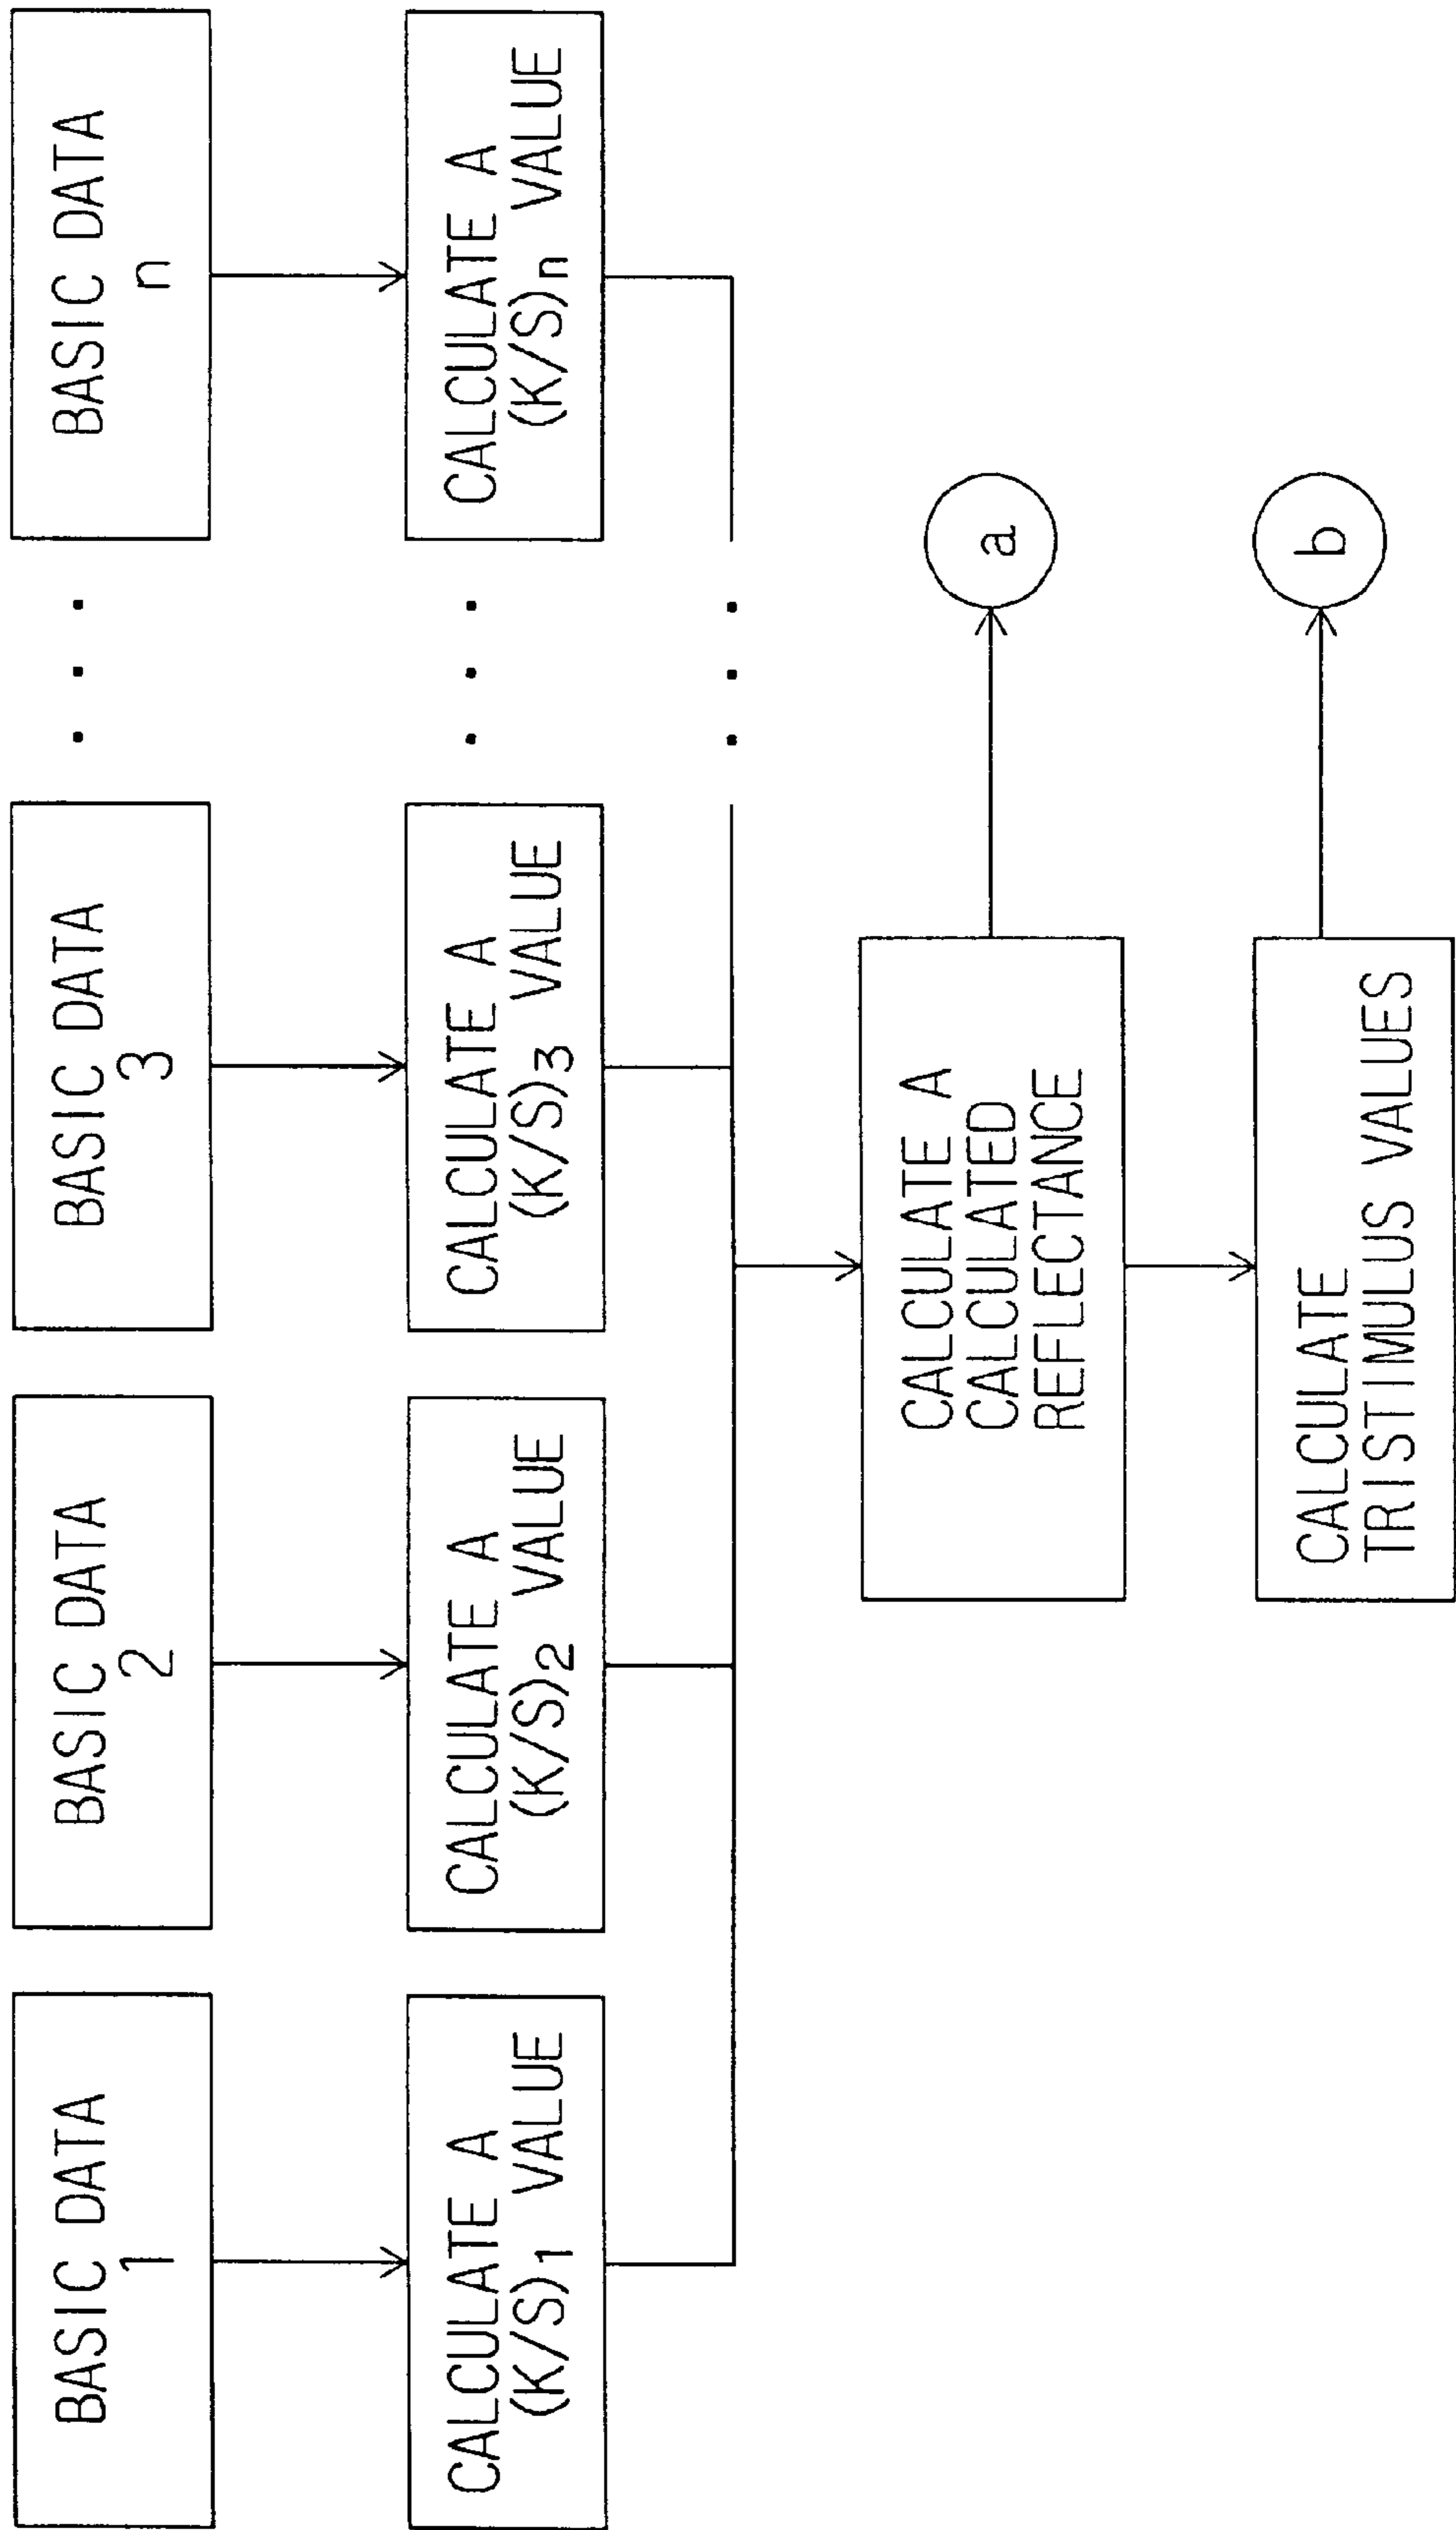 BASIC DATA
1
BASIC DATA
2
BASIC DATA
3
BASIC DATA
n
CALCULATE A
(K/S)1 VALUE
CALCULATE A
(K/S)2 VALUE
CALCULATE A
(K/S)3 VALUE
CALCULATE A
(K/S)n VALUE
CALCULATE A
CALCULATED
REFLECTANCE
a
CALCULATE
TRISTIMULUS VALUES
b